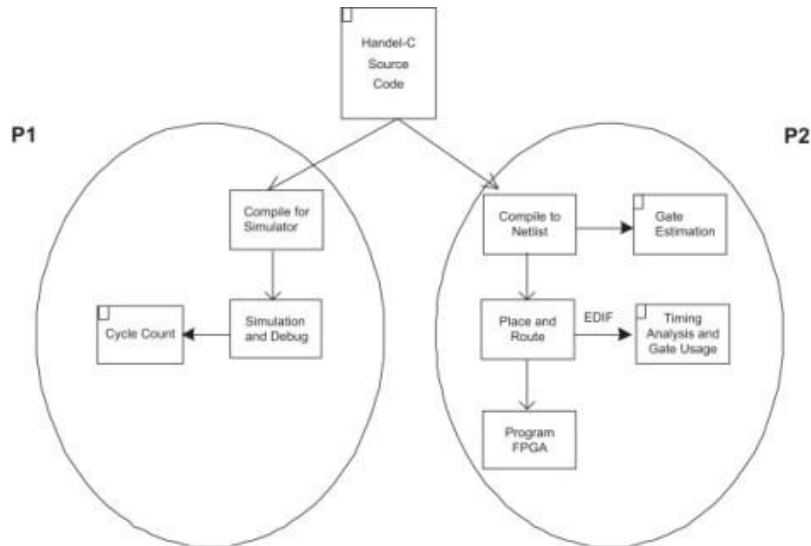 Handel-C
Source
Code
P1
P2
Compile for
Simulator
Compile to
Netlist
Gate
Estimation
Cycle Count
Simulation
and Debug
Place and
Route
EDIF
Timing
Analysis and
Gate Usage
Program
FPGA